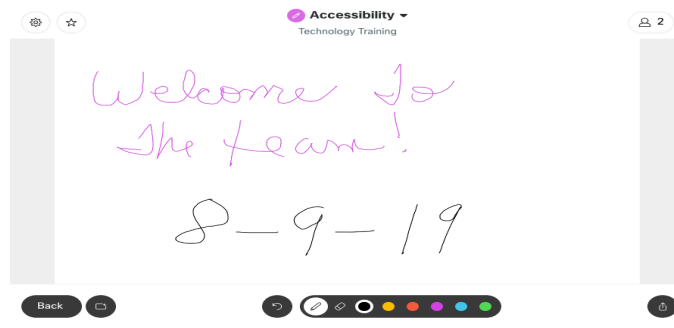 Accessibility
Technology Training
2
Welcome to
the team!
8-9-19
Back